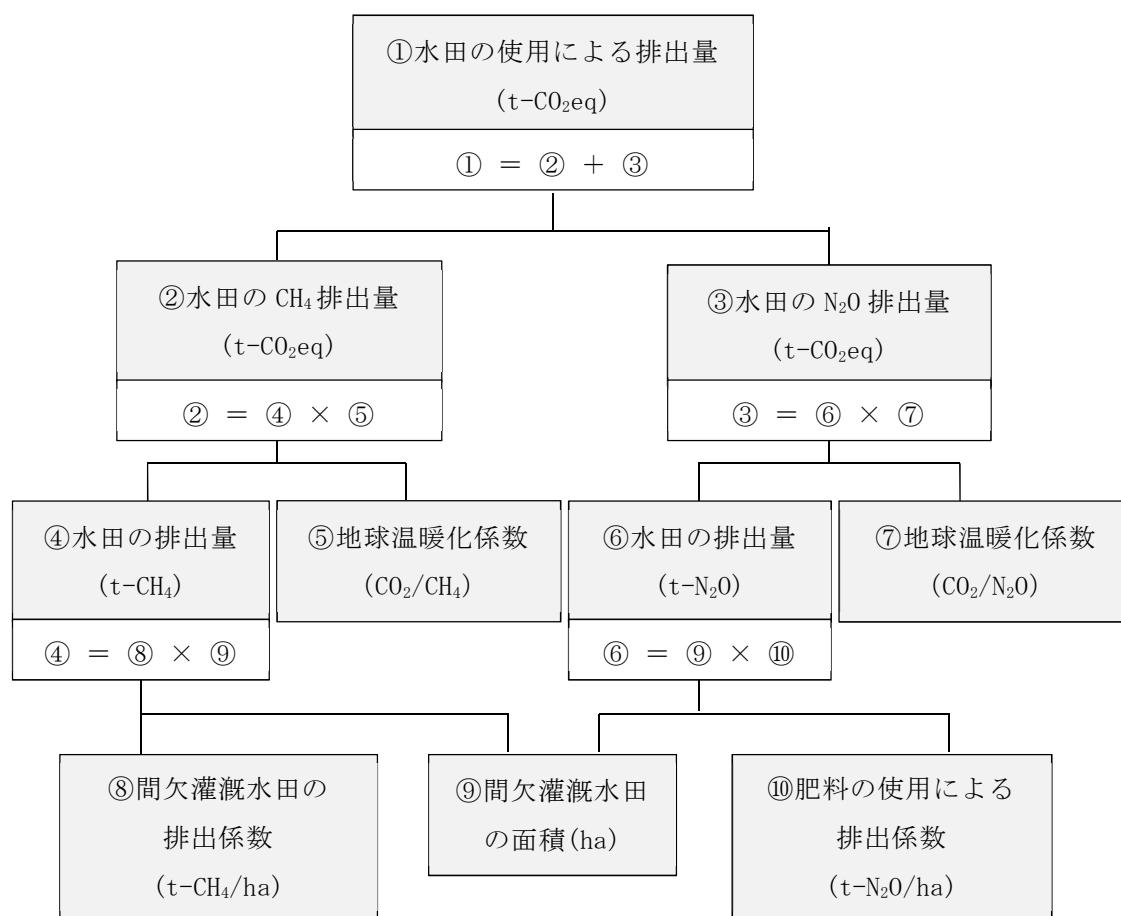 ①水田の使用による排出量
(t-CO₂eq)
① = ② + ③
②水田の CH₄排出量
(t-CO₂eq)
② = ④ × ⑤
③水田の N₂O 排出量
(t-CO₂eq)
③ = ⑥ × ⑦
④水田の排出量
(t-CH₄)
④ = ⑧ × ⑨
⑤地球温暖化係数
(CO₂/CH₄)
⑥水田の排出量
(t-N₂O)
⑥ = ⑨ × ⑩
⑦地球温暖化係数
(CO₂/N₂O)
⑧間欠灌漑水田の
排出係数
(t-CH₄/ha)
⑨間欠灌漑水田
の面積(ha)
⑩肥料の使用による
排出係数
(t-N₂O/ha)